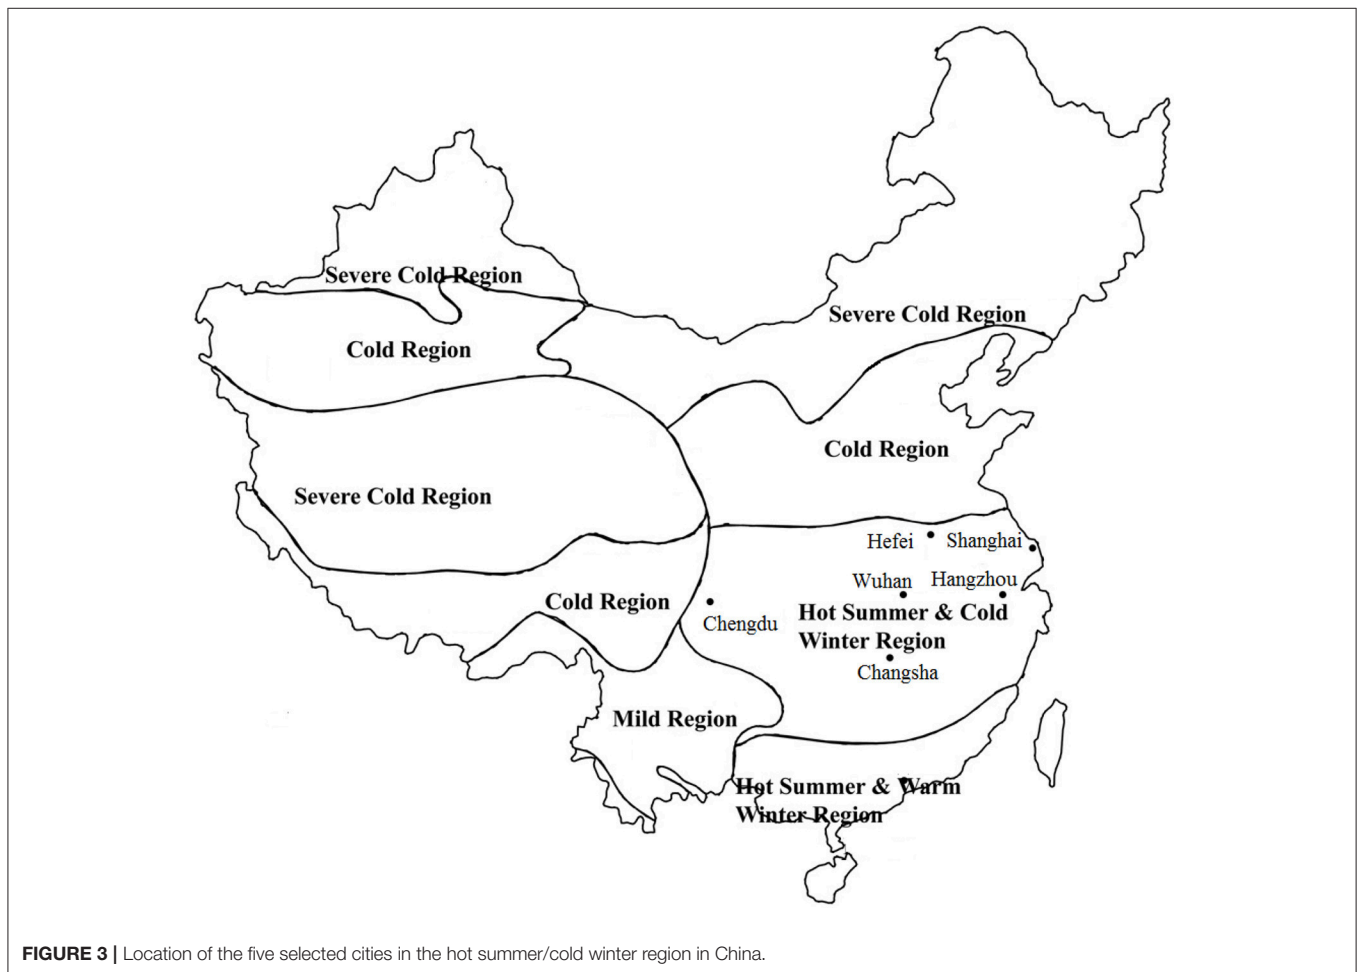 Severe Cold Region
Severe Cold Region
Cold Region
Cold Region
Severe Cold Region
Hefei
Shanghai
Wuhan
Hangzhou
Cold Region
Chengdu
Hot Summer & Cold
Winter Region
Changsha
Mild Region
Hot Summer & Warm
Winter Region
FIGURE 3 | Location of the five selected cities in the hot summer/cold winter region in China.